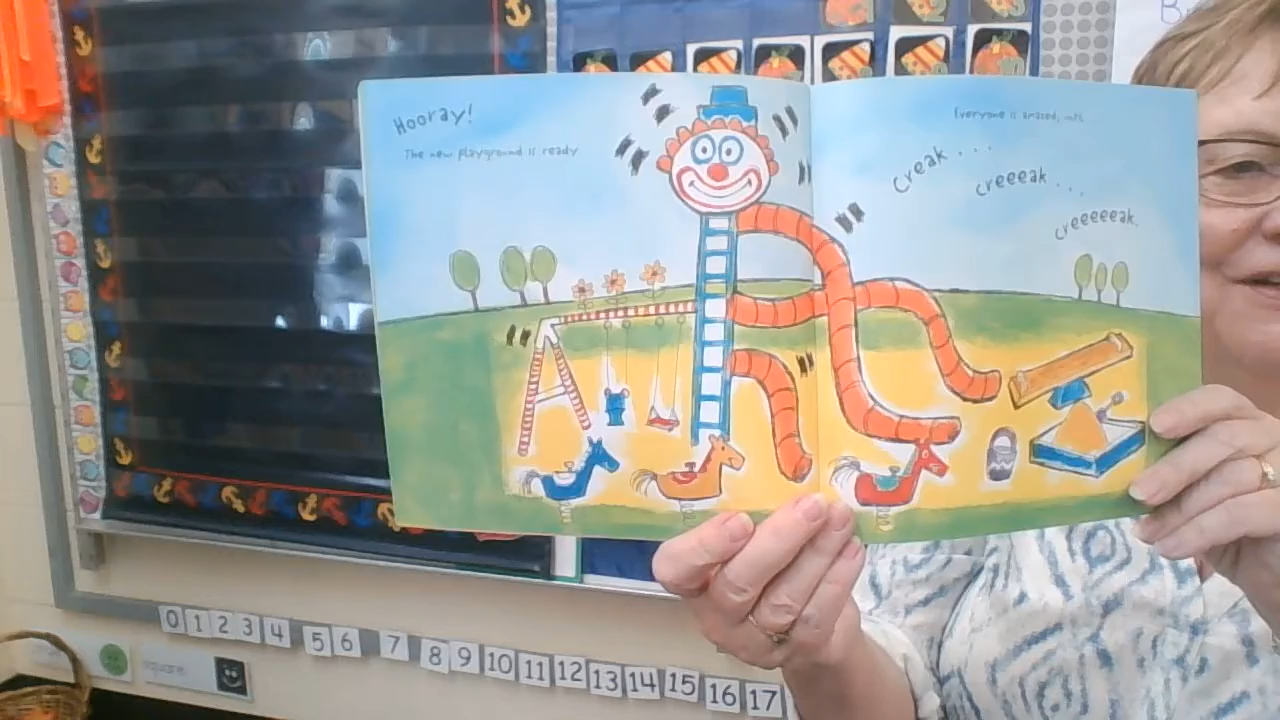 Hooray!
The new playground is ready
Everyone is amazed, until
Creak...
creeeak...
creeeeeak.
0 1 2 3 4 5 6 7 8 9 10 11 12 13 14 15 16 17
square